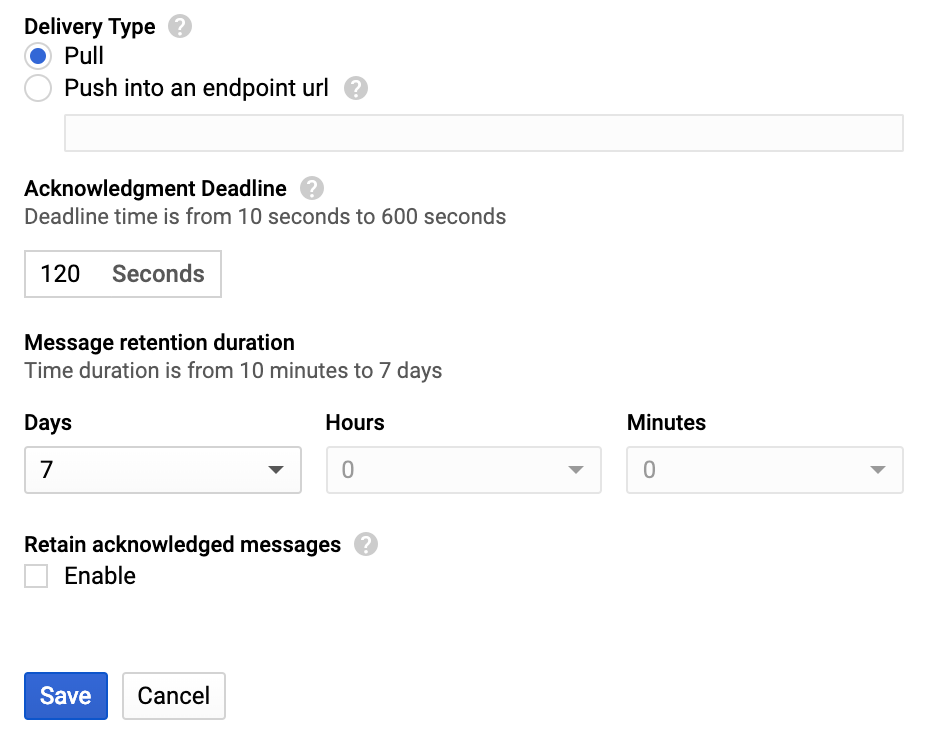 Delivery Type ?
Pull
Push into an endpoint url ?
Acknowledgment Deadline ?
Deadline time is from 10 seconds to 600 seconds
120 Seconds
Message retention duration
Time duration is from 10 minutes to 7 days
Days Hours Minutes
7 0 0
Retain acknowledged messages ?
Enable
Save Cancel